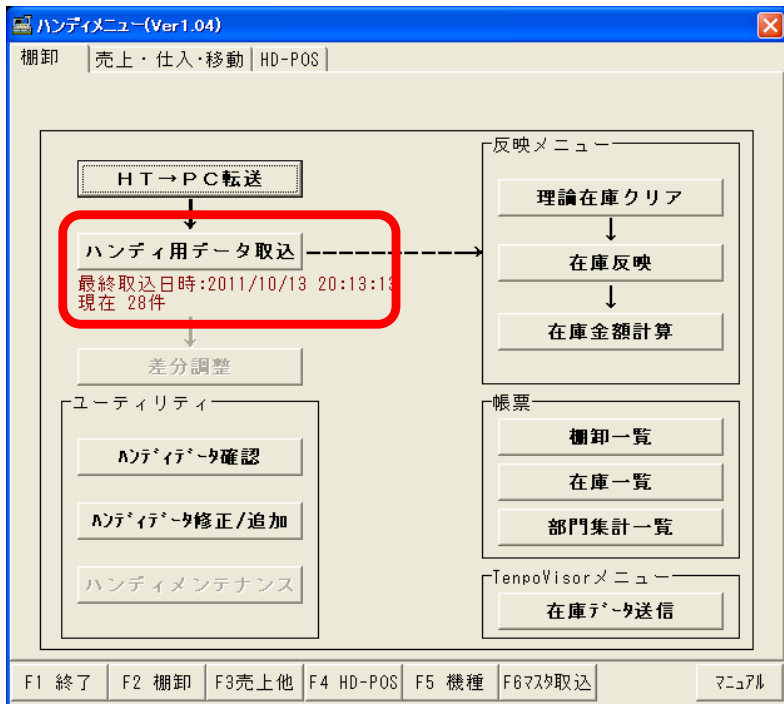 ハンディメニュー(Ver1.04)
棚卸 売上・仕入・移動 HD-POS
HT→PC転送
↓
ハンディ用データ取込
最終取込日時:2011/10/13 20:13:13
現在 28件
↓
差分調整
ユーティリティ
ﾊﾝﾃﾞｨﾃﾞｰﾀ確認
ﾊﾝﾃﾞｨﾃﾞｰﾀ修正/追加
ハンディメンテナンス
反映メニュー
理論在庫クリア
↓
在庫反映
↓
在庫金額計算
帳票
棚卸一覧
在庫一覧
部門集計一覧
TenpoVisorメニュー
在庫ﾃﾞｰﾀ送信
F1 終了 F2 棚卸 F3売上他 F4 HD-POS F5 機種 F6ﾏｽﾀ取込 ﾏﾆｭｱﾙ